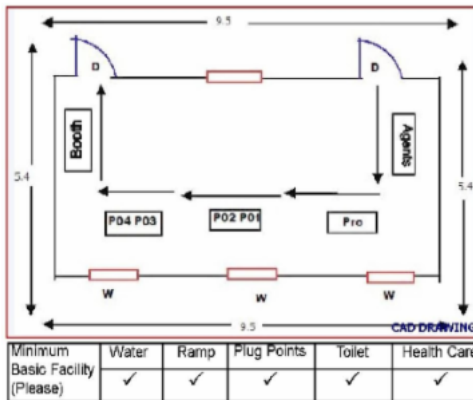 9.5
D
D
5.4
Booth
Agents
5.4
P04 P03
P02 P01
Pro
W
W
W
9.5
CAD DRAWING
Minimum Basic Facility (Please)
Water
Ramp
Plug Points
Toilet
Health Care
✓ ✓ ✓ ✓ ✓